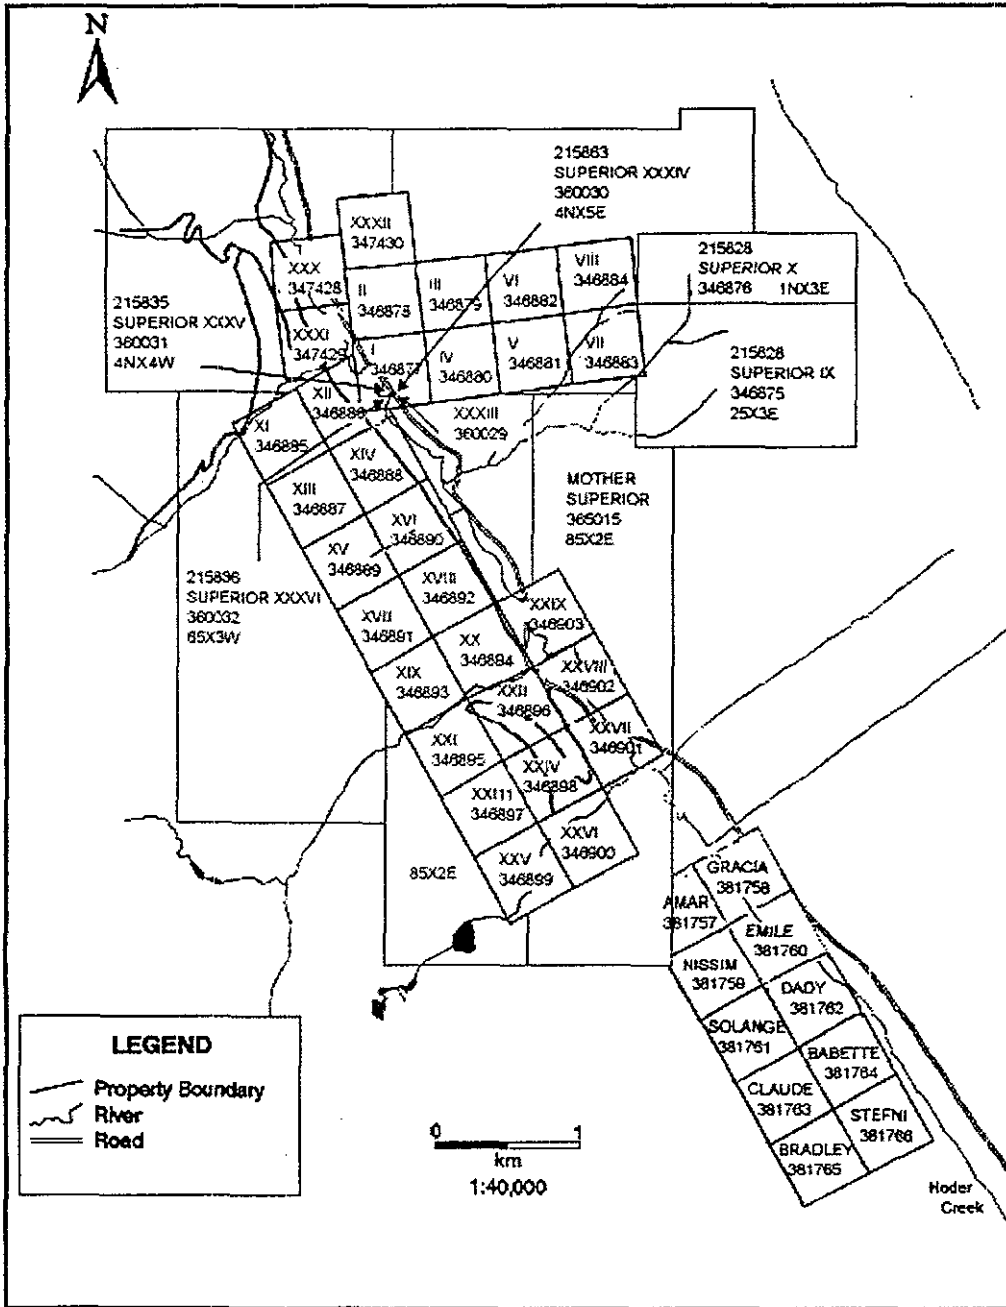 N
215863
SUPERIOR XXXIV
360030
4NX5E
XXXII
347430
XXX
347428
II
346878
III
346879
VI
346882
VIII
346884
215828
SUPERIOR X
346876 1NX3E
215835
SUPERIOR XXXV
360031
4NX4W
XXXI
347429
I
346877
IV
346880
V
346881
VII
346883
215828
SUPERIOR IX
346875
25X3E
XII
346886
XXXIII
360029
XI
346885
XIV
346888
XIII
346887
MOTHER
SUPERIOR
365015
85X2E
XVI
346890
XV
346889
215836
SUPERIOR XXXVI
360032
65X3W
XVIII
346892
XVII
346891
XXIX
346903
XX
346894
XIX
346893
XXVIII
346902
XXII
346896
XXVII
346901
XXI
346895
XXIV
346898
XXIII
346897
XXVI
346900
XXV
346899
85X2E
GRACIA
381758
AMAR
381757
EMILE
381760
NISSIM
381759
DADY
381762
SOLANGE
381761
BABETTE
381764
CLAUDE
381763
STEFNI
381766
BRADLEY
381765
Hoder
Creek
LEGEND
Property Boundary
River
Road
0 1
km
1:40,000